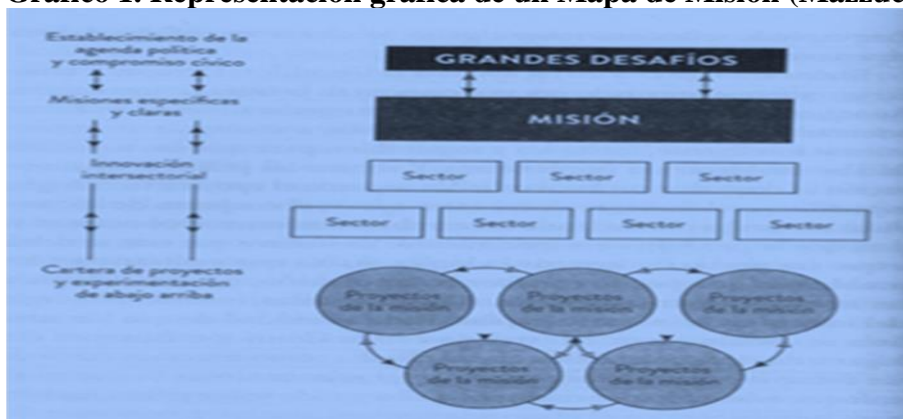 Gráfico 1. Representación gráfica de un Mapa de Misión
Establecimiento de la
agenda política
y compromiso cívico
Misiones específicas
y claras
Innovación
intersectorial
Cartera de proyectos
y experimentación
de abajo arriba
GRANDES DESAFÍOS
MISIÓN
Sector Sector Sector
Sector Sector Sector Sector
Proyectos
de la misión
Proyectos
de la misión
Proyectos
de la misión
Proyectos
de la misión
Proyectos
de la misión